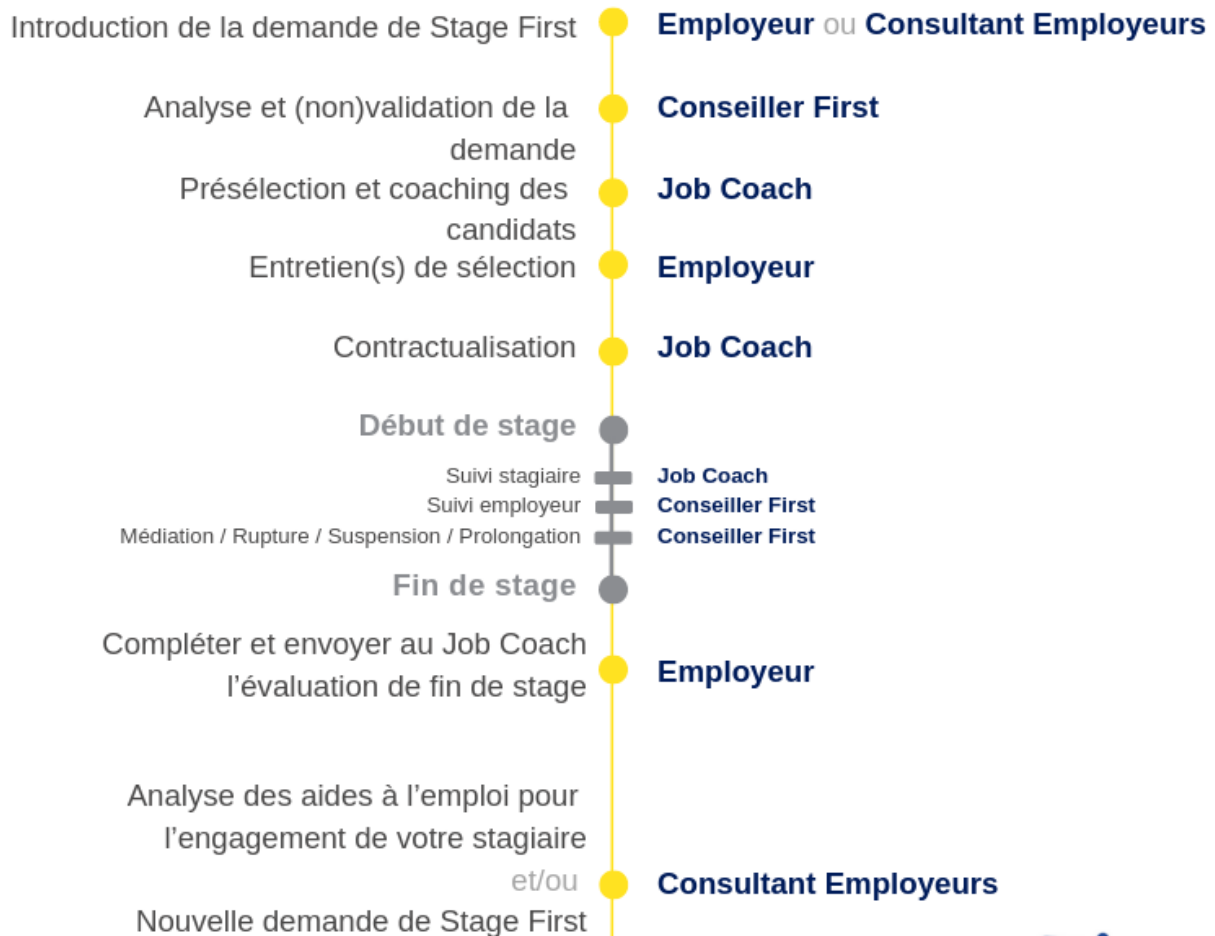 Introduction de la demande de Stage First
Employeur ou Consultant Employeurs
Analyse et (non)validation de la
demande
Conseiller First
Présélection et coaching des
candidats
Job Coach
Entretien(s) de sélection
Employeur
Contractualisation
Job Coach
Début de stage
Suivi stagiaire
Job Coach
Suivi employeur
Conseiller First
Médiation / Rupture / Suspension / Prolongation
Conseiller First
Fin de stage
Compléter et envoyer au Job Coach
l’évaluation de fin de stage
Employeur
Analyse des aides à l’emploi pour
l’engagement de votre stagiaire
et/ou
Nouvelle demande de Stage First
Consultant Employeurs